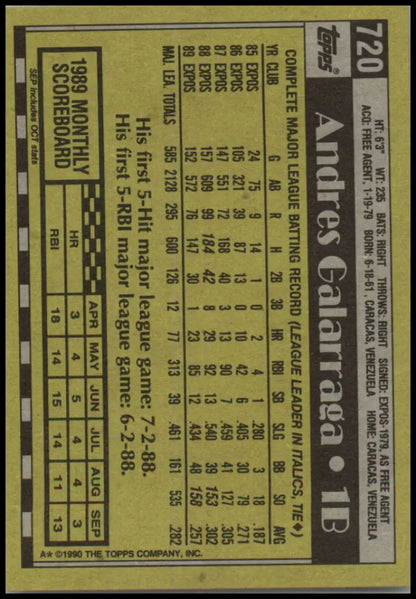 720
Topps
Andres Galarraga • 1B
HT: 6'3" WT: 235 BATS: RIGHT THROWS: RIGHT SIGNED: EXPOS-1979, AS FREE AGENT
ACQ: FREE AGENT, 1-19-79 BORN: 6-18-61, CARACAS, VENEZUELA HOME: CARACAS, VENEZUELA
COMPLETE MAJOR LEAGUE BATTING RECORD (LEAGUE LEADER IN ITALICS, TIE♦)
YR CLUB G AB R H 2B 3B HR RBI SB SLG BB SO AVG
85 EXPOS 24 75 9 14 1 0 2 4 1 .280 3 18 .187
86 EXPOS 105 321 39 87 13 0 10 42 6 .405 30 79 .271
87 EXPOS 147 551 72 168 40 3 13 90 7 .459 41 127 .305
88 EXPOS 157 609 99 184 42 8 29 92 13 .540 39 153 .302
89 EXPOS 152 572 76 147 30 1 23 85 12 .434 48 158 .257
MAJ. LEA. TOTALS 585 2128 295 600 126 12 77 313 39 .461 161 535 .282
His first 5-Hit major league game: 7-2-88.
His first 5-RBI major league game: 6-2-88.
1989 MONTHLY
SCOREBOARD
SEP includes OCT stats
APR MAY JUN JUL AUG SEP
HR 3 4 5 4 3 4
RBI 18 14 15 14 11 13
A★ ©1990 THE TOPPS COMPANY, INC.